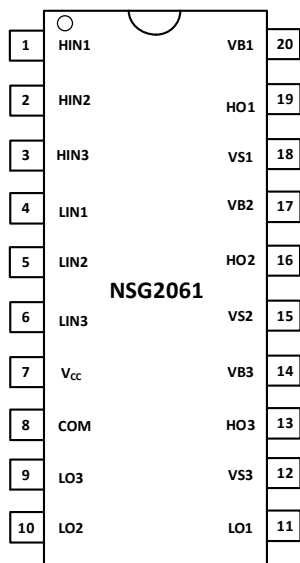 1 HIN1 VB1 20
2 HIN2 HO1 19
3 HIN3 VS1 18
4 LIN1 VB2 17
5 LIN2 HO2 16
NSG2061
6 LIN3 VS2 15
7 VCC VB3 14
8 COM HO3 13
9 LO3 VS3 12
10 LO2 LO1 11